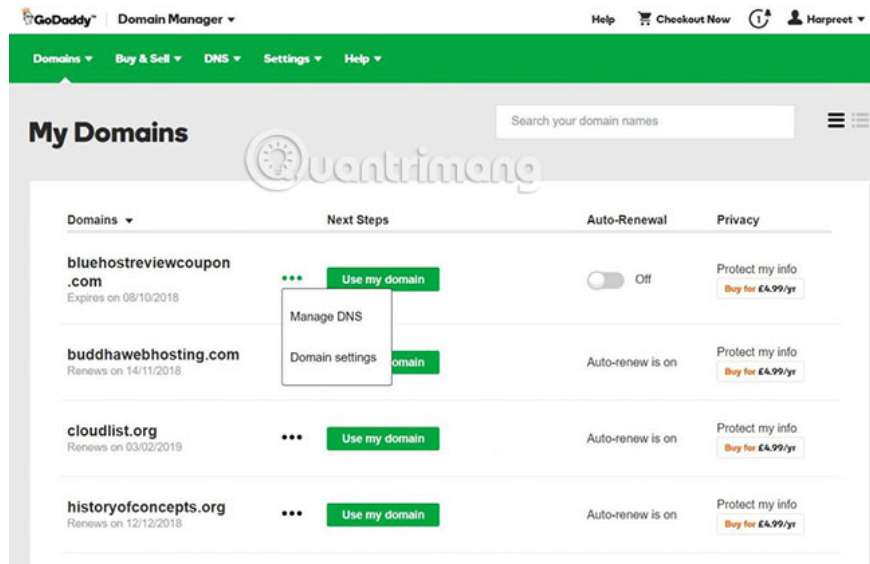 GoDaddy™ Domain Manager Help Checkout Now 1 Harpreet
Domains Buy & Sell DNS Settings Help
My Domains
Search your domain names
Quantrimang
Domains Next Steps Auto-Renewal Privacy
bluehostreviewcoupon
.com
Expires on 08/10/2018
Use my domain
Off
Protect my info
Buy for £4.99/yr
Manage DNS
Domain settings
buddhawebhosting.com
Renews on 14/11/2018
omain
Auto-renew is on
Protect my info
Buy for £4.99/yr
cloudlist.org
Renews on 03/02/2019
Use my domain
Auto-renew is on
Protect my info
Buy for £4.99/yr
historyofconcepts.org
Renews on 12/12/2018
Use my domain
Auto-renew is on
Protect my info
Buy for £4.99/yr